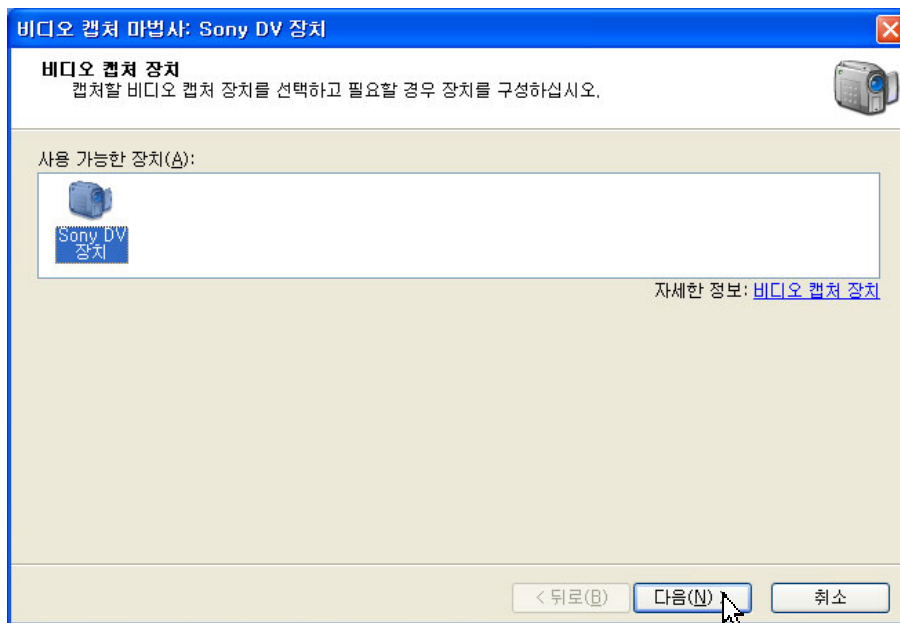 비디오 캡처 마법사: Sony DV 장치
비디오 캡처 장치
캡처할 비디오 캡처 장치를 선택하고 필요할 경우 장치를 구성하십시오.
사용 가능한 장치(A):
Sony DV
장치
자세한 정보: 비디오 캡처 장치
< 뒤로(B)
다음(N) >
취소